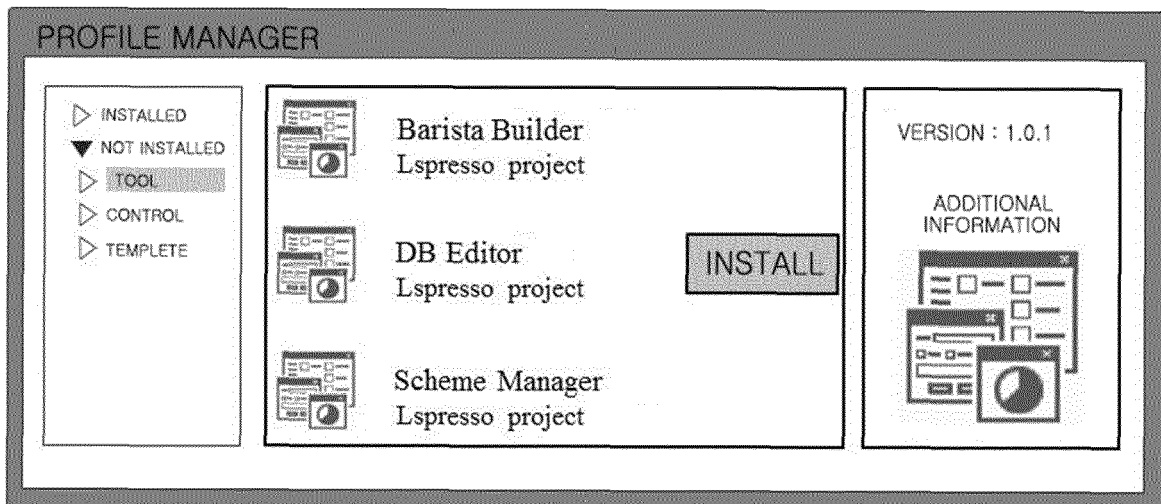 PROFILE MANAGER
INSTALLED
NOT INSTALLED
TOOL
CONTROL
TEMPLETE
Barista Builder
Lspresso project
DB Editor
Lspresso project
INSTALL
Scheme Manager
Lspresso project
VERSION : 1.0.1
ADDITIONAL
INFORMATION